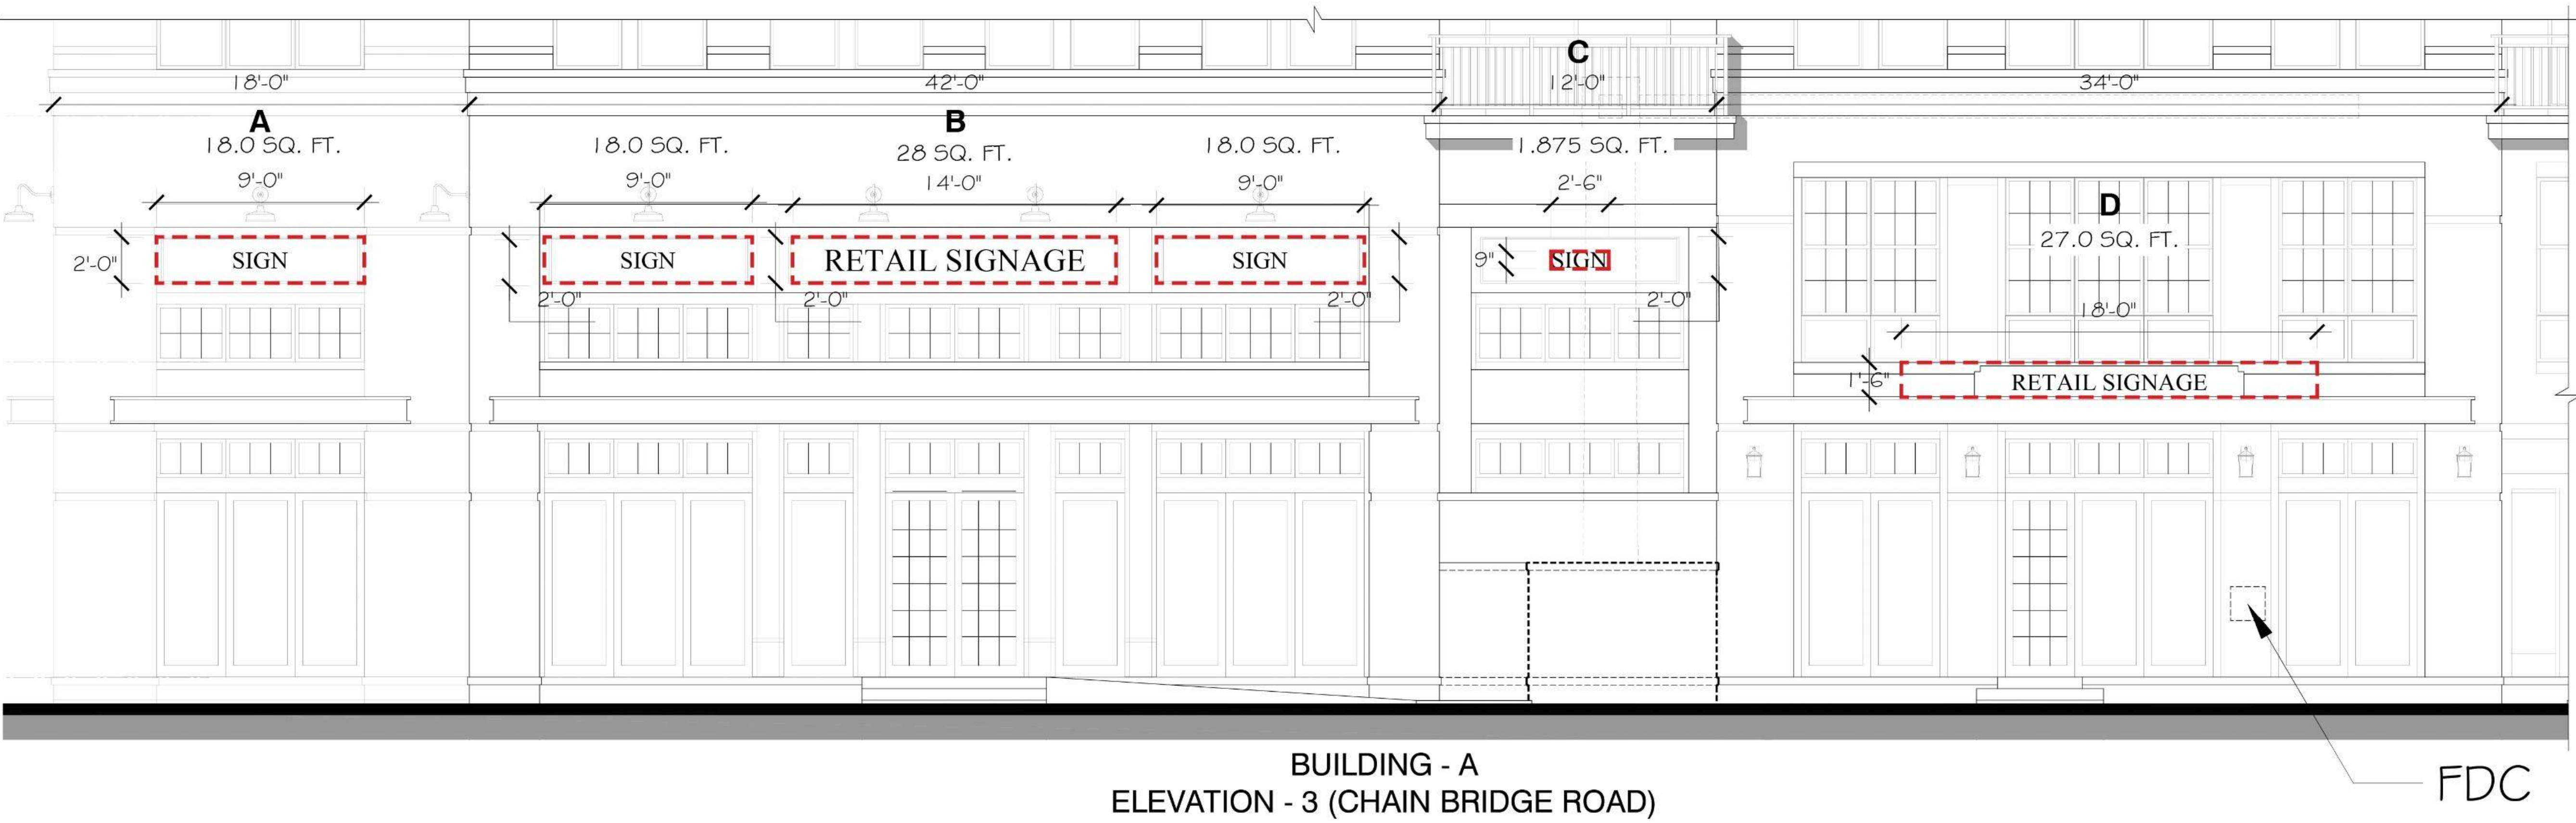 C
18'-0"
42'-0"
12'-0"
34'-0"
A
B
18.0 SQ. FT.
18.0 SQ. FT.
28 SQ. FT.
18.0 SQ. FT.
1.875 SQ. FT.
9'-0"
9'-0"
14'-0"
9'-0"
2'-6"
D
27.0 SQ. FT.
2'-0"
SIGN
SIGN
RETAIL SIGNAGE
SIGN
9"
SIGN
2'-0"
2'-0"
2'-0"
2'-0"
18'-0"
1'-6"
RETAIL SIGNAGE
BUILDING - A
ELEVATION - 3 (CHAIN BRIDGE ROAD)
FDC